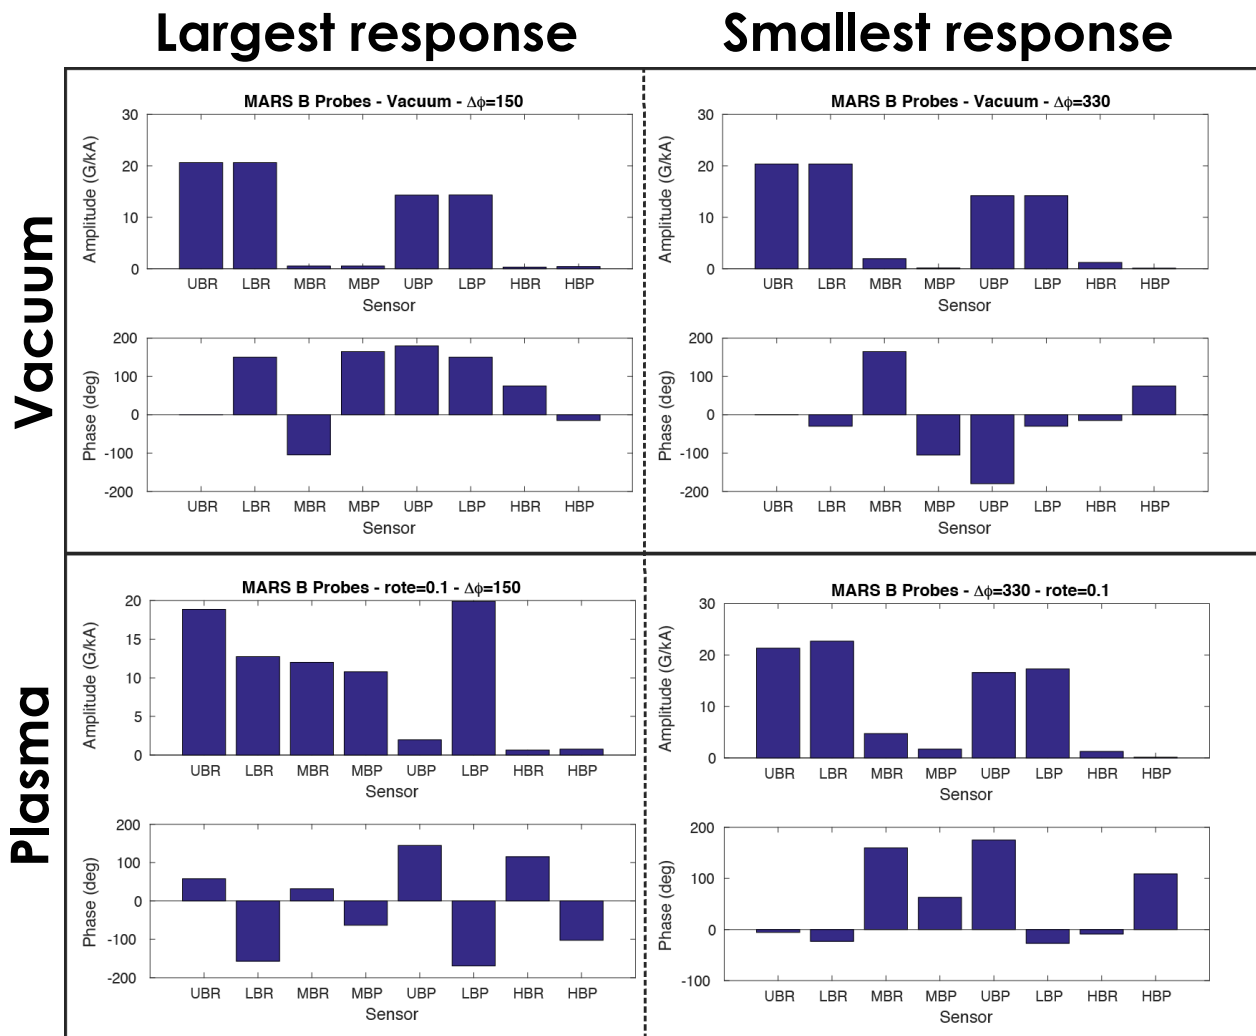 Largest response
Smallest response
Vacuum
MARS B Probes - Vacuum - Δϕ=150
Amplitude (G/kA)
30
20
10
0
UBR LBR MBR MBP UBP LBP HBR HBP
Sensor
Phase (deg)
200
100
0
-100
-200
UBR LBR MBR MBP UBP LBP HBR HBP
Sensor
MARS B Probes - Vacuum - Δϕ=330
Amplitude (G/kA)
30
20
10
0
UBR LBR MBR MBP UBP LBP HBR HBP
Sensor
Phase (deg)
200
100
0
-100
-200
UBR LBR MBR MBP UBP LBP HBR HBP
Sensor
Plasma
MARS B Probes - rote=0.1 - Δϕ=150
Amplitude (G/kA)
20
15
10
5
0
UBR LBR MBR MBP UBP LBP HBR HBP
Sensor
Phase (deg)
200
100
0
-100
-200
UBR LBR MBR MBP UBP LBP HBR HBP
Sensor
MARS B Probes - Δϕ=330 - rote=0.1
Amplitude (G/kA)
30
20
10
0
UBR LBR MBR MBP UBP LBP HBR HBP
Sensor
Phase (deg)
200
100
0
-100
UBR LBR MBR MBP UBP LBP HBR HBP
Sensor